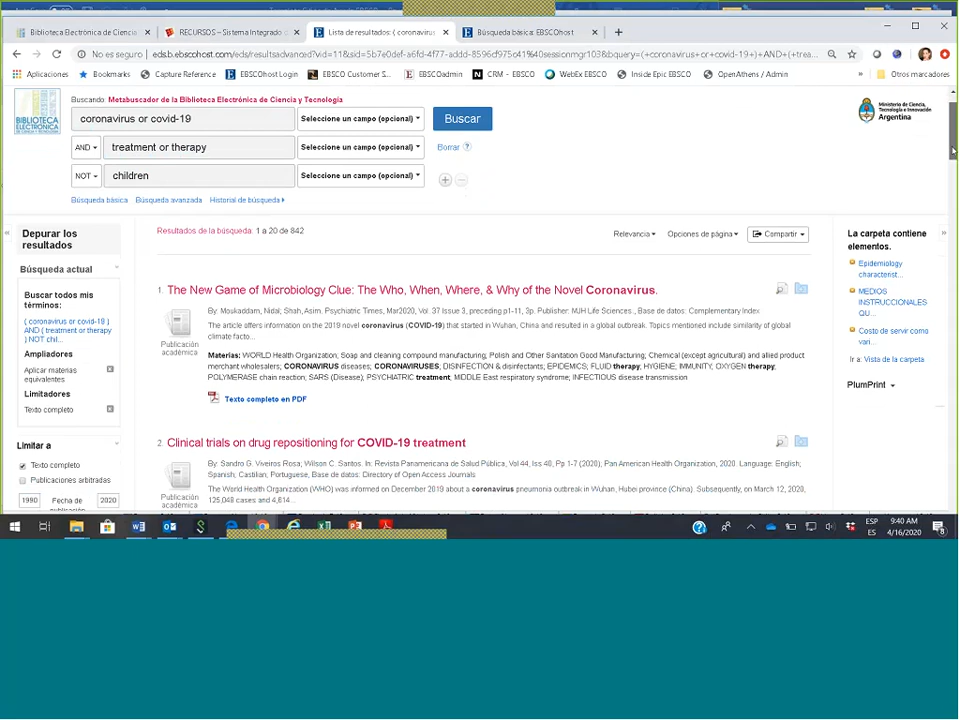 Biblioteca Electrónica de Cienci × RECURSOS – Sistema Integrado × Lista de resultados: ( coronaviru × Búsqueda básica: EBSCOhost × +
No es seguro | eds.ebscohost.com/eds/resultsadvanced?vid=11&sid=
Aplicaciones Bookmarks Capture Reference EBSCOhost Login EBSCO Customer S... EBSCOadmin CRM - EBSCO WebEx EBSCO Inside Epic EBSCO OpenAthens / Admin » Otros marcadores
BIBLIOTECA
ELECTRÓNICA
DE CIENCIA Y TECNOLOGÍA
Buscando: Metabuscador de la Biblioteca Electrónica de Ciencia y Tecnología
coronavirus or covid-19 Seleccione un campo (opcional) Buscar
AND treatment or therapy Seleccione un campo (opcional) Borrar ?
NOT children Seleccione un campo (opcional)
Búsqueda básica Búsqueda avanzada Historial de búsqueda
Ministerio de Ciencia,
Tecnología e Innovación
Argentina
«
Depurar los
resultados
Búsqueda actual
Buscar todos mis
términos:
( coronavirus or covid-19 )
AND ( treatment or therapy
) NOT chil...
Ampliadores
Aplicar materias
equivalentes
Limitadores
Texto completo
Limitar a
Texto completo
Publicaciones arbitradas
1990 Fecha de 2020
publicación
Resultados de la búsqueda: 1 a 20 de 842
Relevancia Opciones de página Compartir
1. The New Game of Microbiology Clue: The Who, When, Where, & Why of the Novel Coronavirus.
By: Moukaddam, Nidal; Shah, Asim. Psychiatric Times, Mar2020, Vol. 37 Issue 3, preceding p1-11, 3p. Publisher: MJH Life Sciences., Base de datos: Complementary Index
The article offers information on the 2019 novel coronavirus (COVID-19) that started in Wuhan, China and resulted in a global outbreak. Topics mentioned include similarity of global
climate facto...
Publicación
académica
Materias: WORLD Health Organization; Soap and cleaning compound manufacturing; Polish and Other Sanitation Good Manufacturing; Chemical (except agricultural) and allied product
merchant wholesalers; CORONAVIRUS diseases; CORONAVIRUSES; DISINFECTION & disinfectants; EPIDEMICS; FLUID therapy; HYGIENE; IMMUNITY; OXYGEN therapy;
POLYMERASE chain reaction; SARS (Disease); PSYCHIATRIC treatment; MIDDLE East respiratory syndrome; INFECTIOUS disease transmission
Texto completo en PDF
2. Clinical trials on drug repositioning for COVID-19 treatment
By: Sandro G. Viveiros Rosa; Wilson C. Santos. In: Revista Panamericana de Salud Pública, Vol 44, Iss 40, Pp 1-7 (2020); Pan American Health Organization, 2020. Language: English;
Spanish; Castilian; Portuguese, Base de datos: Directory of Open Access Journals
The World Health Organization (WHO) was informed on December 2019 about a coronavirus pneumonia outbreak in Wuhan, Hubei province (China). Subsequently, on March 12, 2020,
125,048 cases and 4,614...
Publicación
académica
La carpeta contiene »
elementos.
Epidemiology
characterist...
MEDIOS
INSTRUCCIONALES
QU...
Costo de servir como
vari...
Ir a: Vista de la carpeta
PlumPrint
ESP 9:40 AM
ES 4/16/2020
8